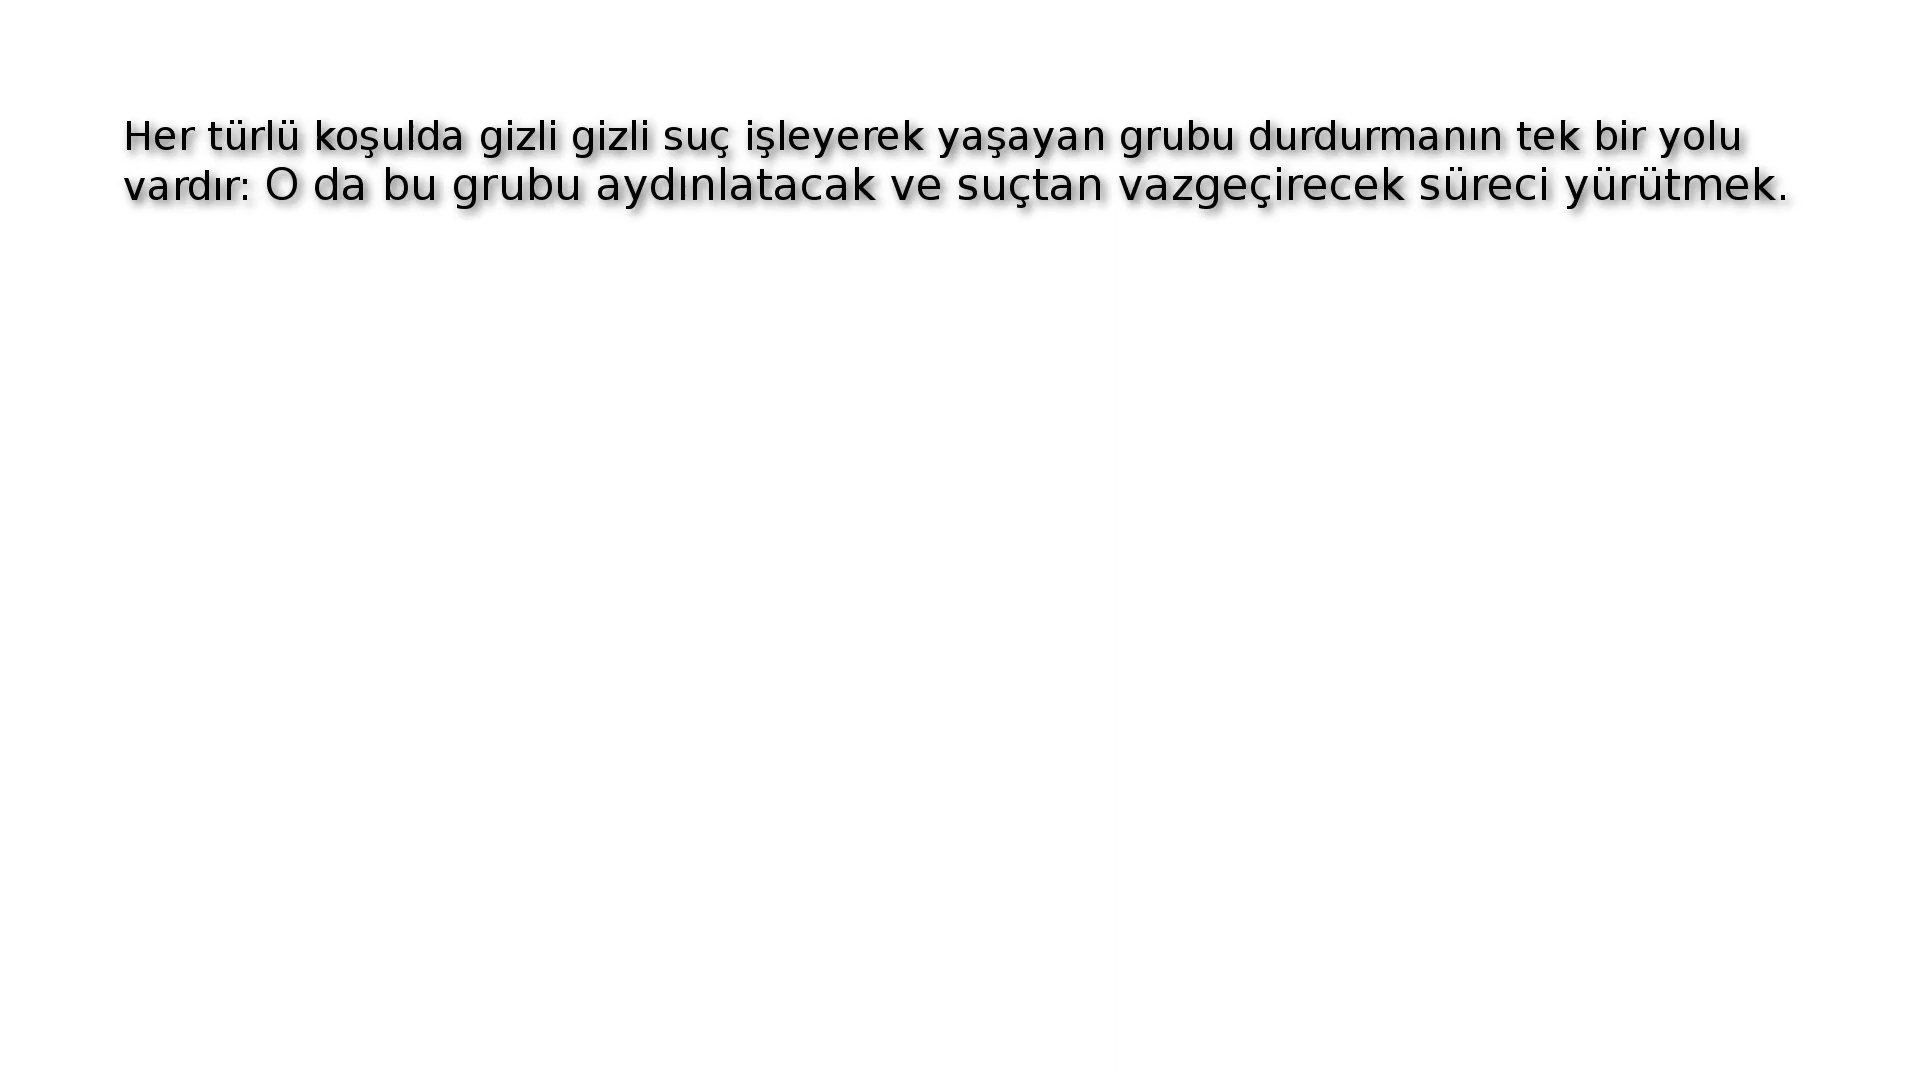 Her türlü koşulda gizli gizli suç işleyerek yaşayan grubu durdurmanın tek bir yolu
vardır: O da bu grubu aydınlatacak ve suçtan vazgeçirecek süreci yürütmek.